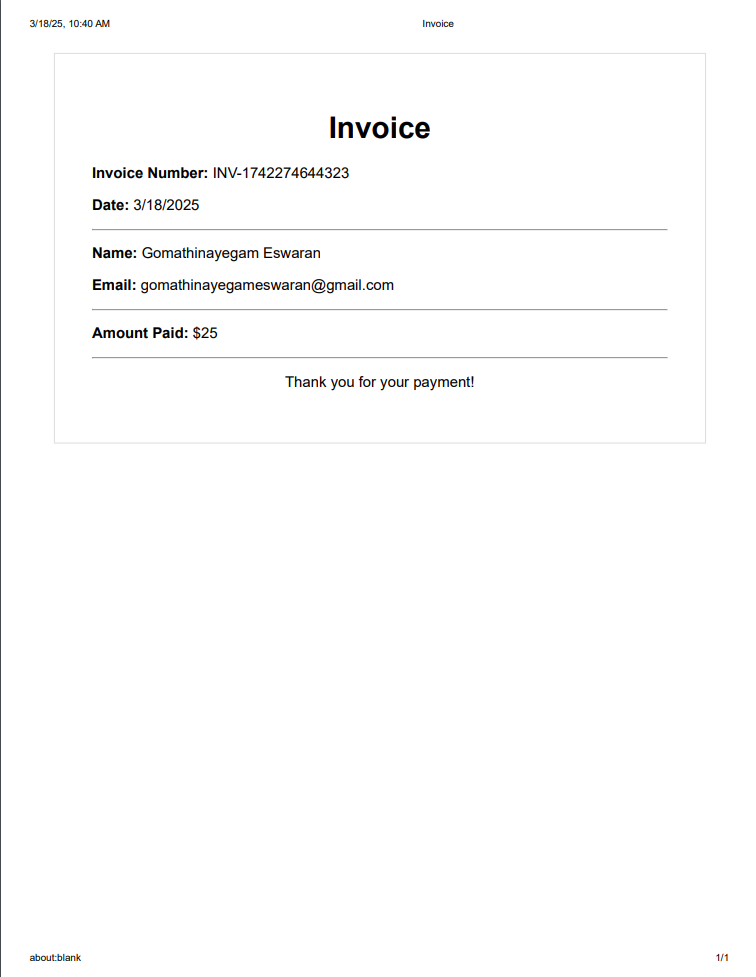 3/18/25, 10:40 AM Invoice
Invoice
Invoice Number: INV-1742274644323
Date: 3/18/2025
Name: Gomathinayegam Eswaran
Email: gomathinayegameswaran@gmail.com
Amount Paid: $25
Thank you for your payment!
about:blank 1/1